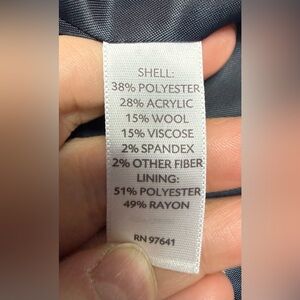 SHELL:
38% POLYESTER
28% ACRYLIC
15% WOOL
15% VISCOSE
2% SPANDEX
2% OTHER FIBER
LINING:
51% POLYESTER
49% RAYON
RN 97641